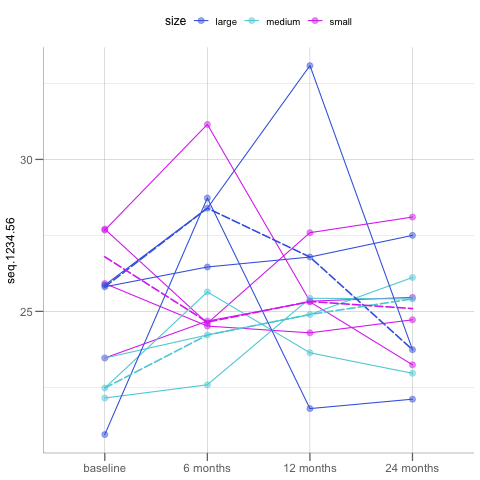 size large medium small
seq.1234.56
30
25
baseline 6 months 12 months 24 months